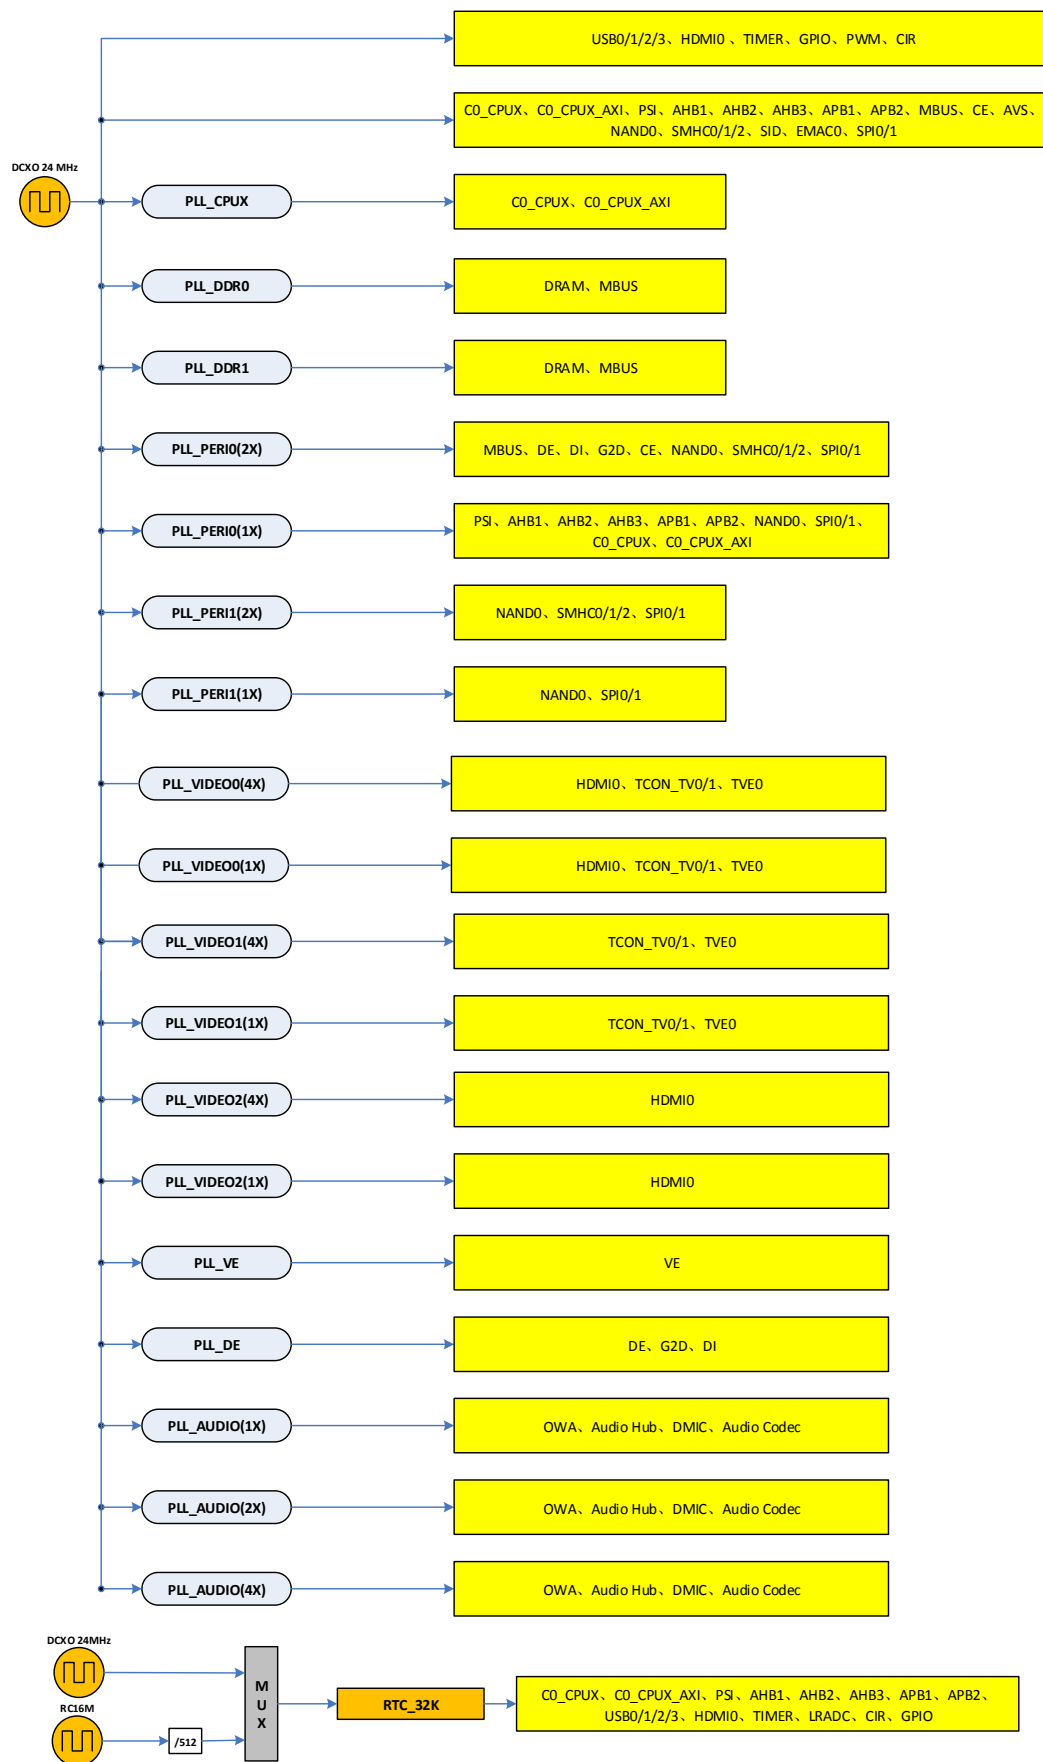 USB0/1/2/3、HDMI0 、TIMER、GPIO、PWM、CIR
C0_CPUX、C0_CPUX_AXI、PSI、AHB1、AHB2、AHB3、APB1、APB2、MBUS、CE、AVS、
NAND0、SMHC0/1/2、SID、EMAC0、SPI0/1
DCXO 24 MHz
PLL_CPUX
C0_CPUX、C0_CPUX_AXI
PLL_DDR0
DRAM、MBUS
PLL_DDR1
DRAM、MBUS
PLL_PERI0(2X)
MBUS、DE、DI、G2D、CE、NAND0、SMHC0/1/2、SPI0/1
PLL_PERI0(1X)
PSI、AHB1、AHB2、AHB3、APB1、APB2、NAND0、SPI0/1、
C0_CPUX、C0_CPUX_AXI
PLL_PERI1(2X)
NAND0、SMHC0/1/2、SPI0/1
PLL_PERI1(1X)
NAND0、SPI0/1
PLL_VIDEO0(4X)
HDMI0、TCON_TV0/1、TVE0
PLL_VIDEO0(1X)
HDMI0、TCON_TV0/1、TVE0
PLL_VIDEO1(4X)
TCON_TV0/1、TVE0
PLL_VIDEO1(1X)
TCON_TV0/1、TVE0
PLL_VIDEO2(4X)
HDMI0
PLL_VIDEO2(1X)
HDMI0
PLL_VE
VE
PLL_DE
DE、G2D、DI
PLL_AUDIO(1X)
OWA、Audio Hub、DMIC、Audio Codec
PLL_AUDIO(2X)
OWA、Audio Hub、DMIC、Audio Codec
PLL_AUDIO(4X)
OWA、Audio Hub、DMIC、Audio Codec
DCXO 24MHz
RC16M
/512
M
U
X
RTC_32K
C0_CPUX、C0_CPUX_AXI、PSI、AHB1、AHB2、AHB3、APB1、APB2、
USB0/1/2/3、HDMI0、TIMER、LRADC、CIR、GPIO